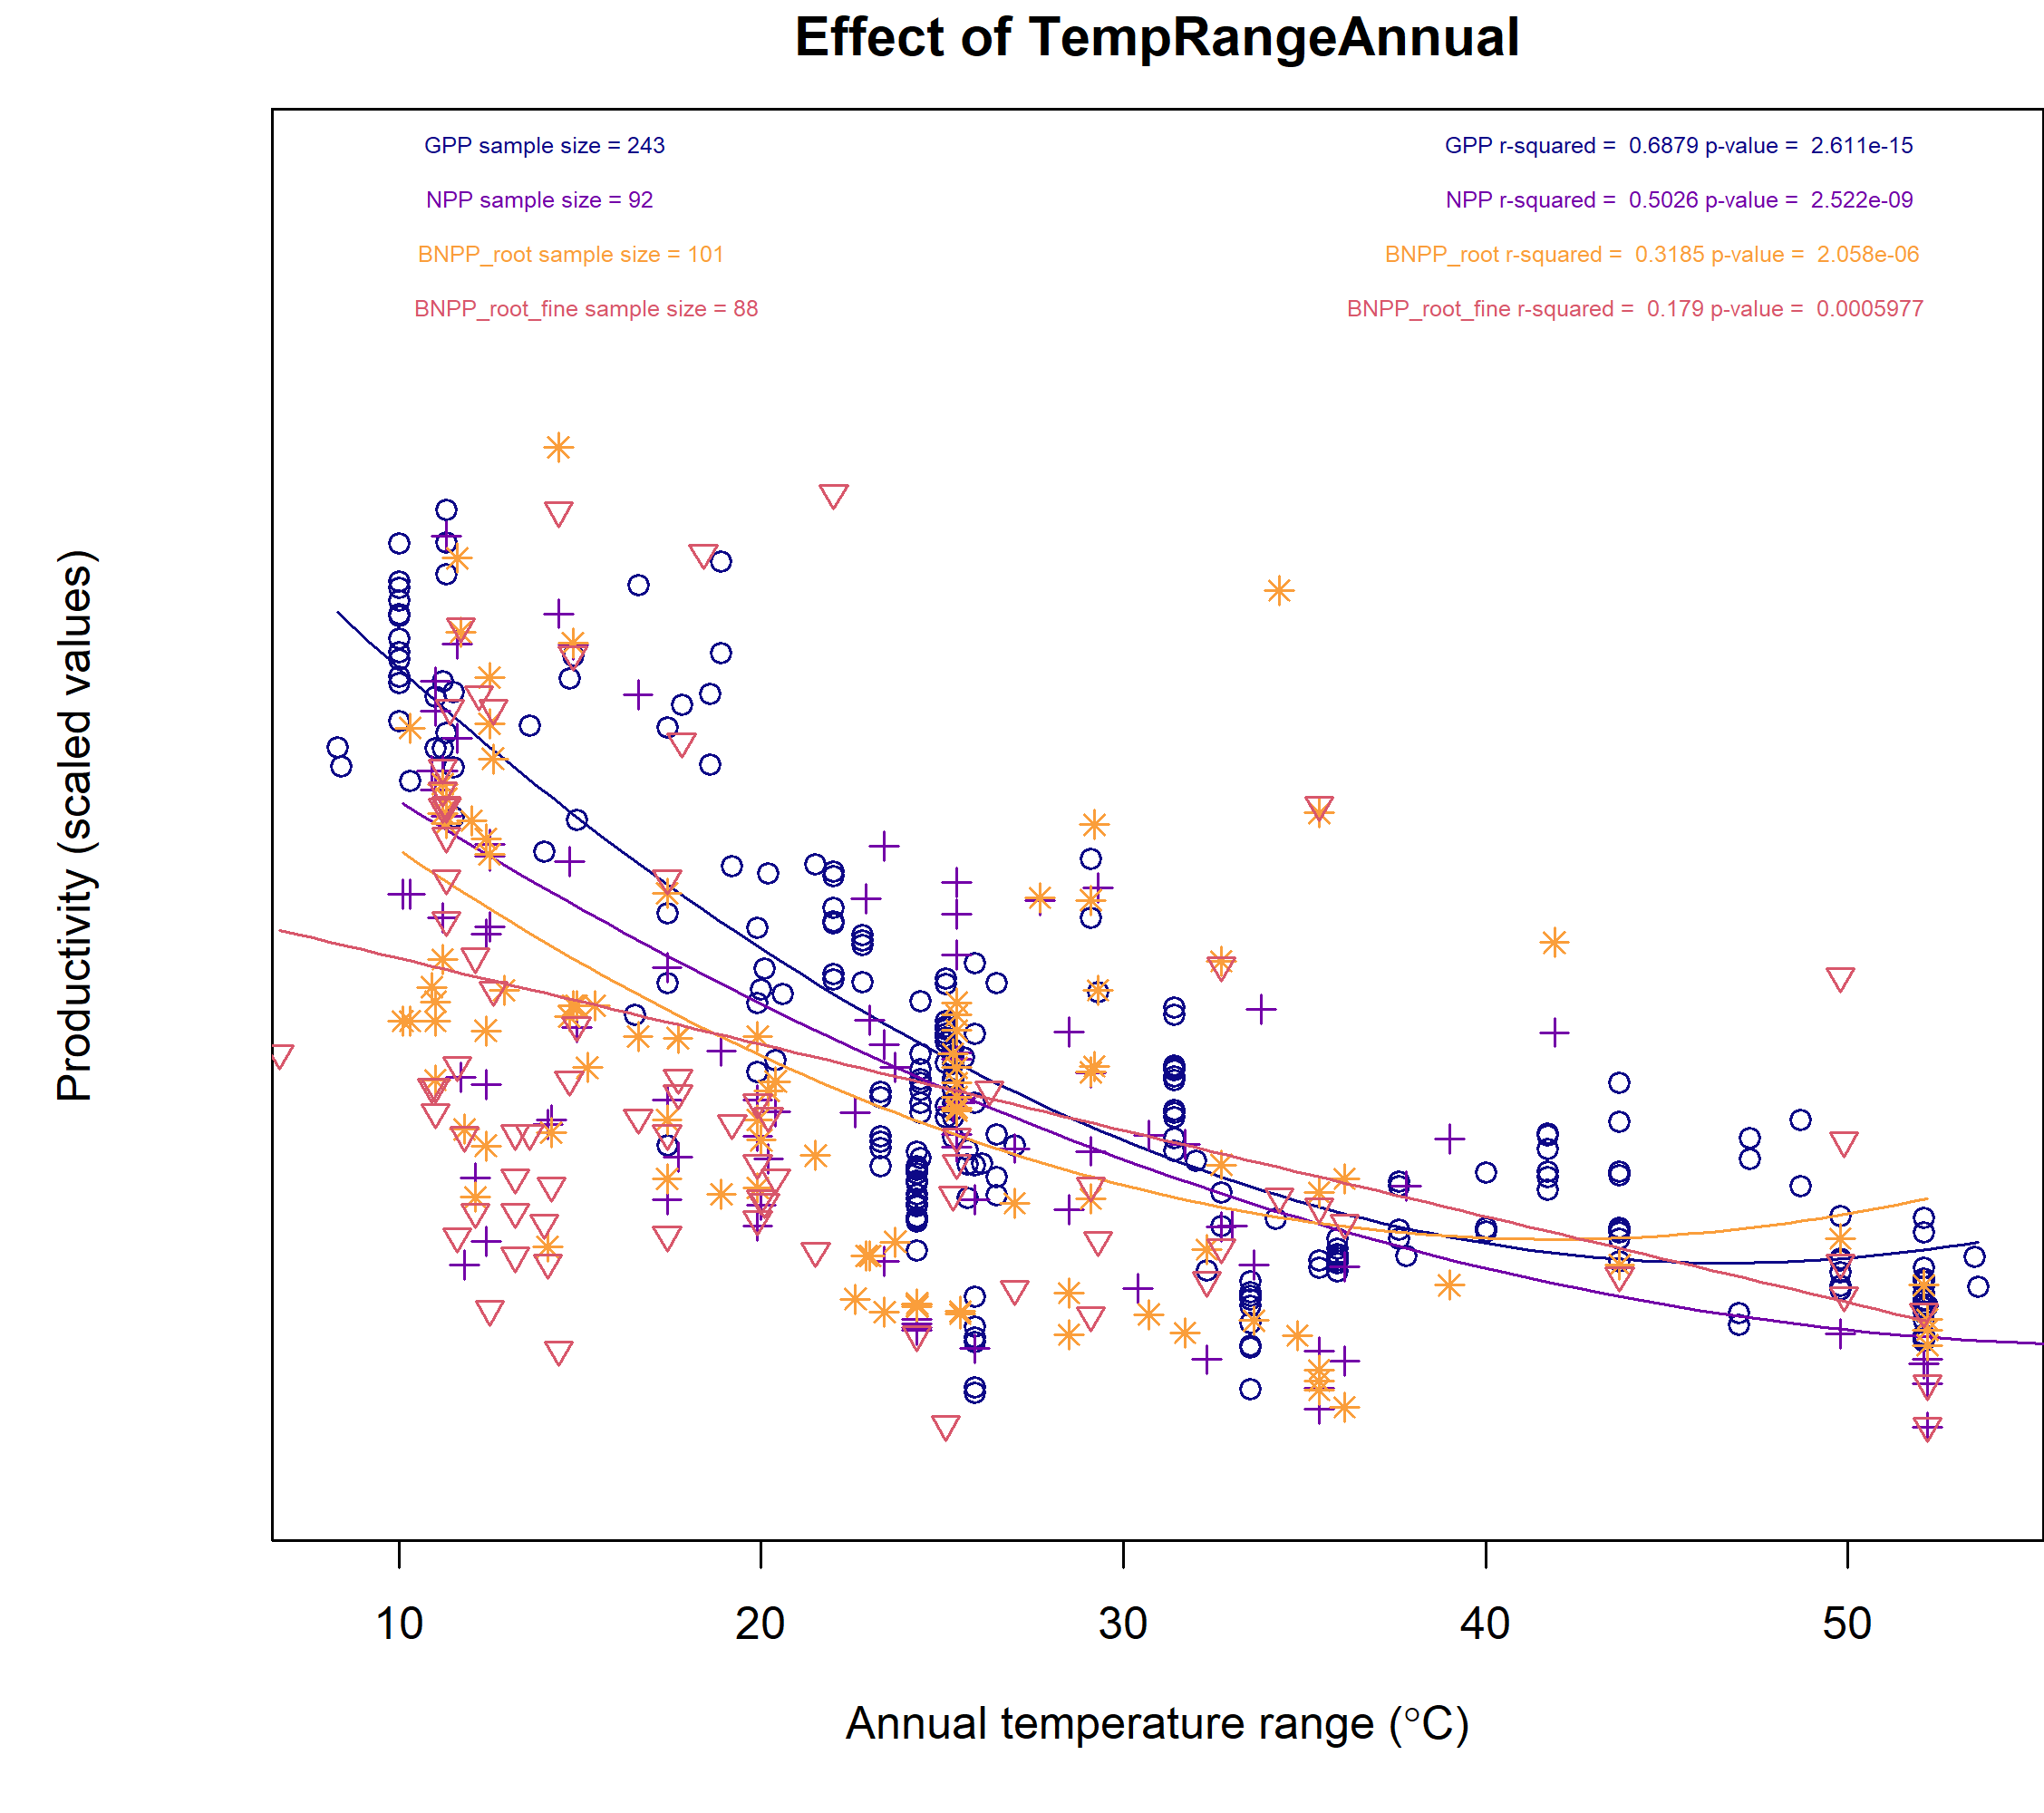 Effect of TempRangeAnnual
GPP sample size = 243
GPP r-squared =  0.6879 p-value =  2.611e-15
NPP sample size = 92
NPP r-squared =  0.5026 p-value =  2.522e-09
BNPP_root sample size = 101
BNPP_root r-squared =  0.3185 p-value =  2.058e-06
BNPP_root_fine sample size = 88
BNPP_root_fine r-squared =  0.179 p-value =  0.0005977
Productivity (scaled values)
10 20 30 40 50
Annual temperature range (°C)